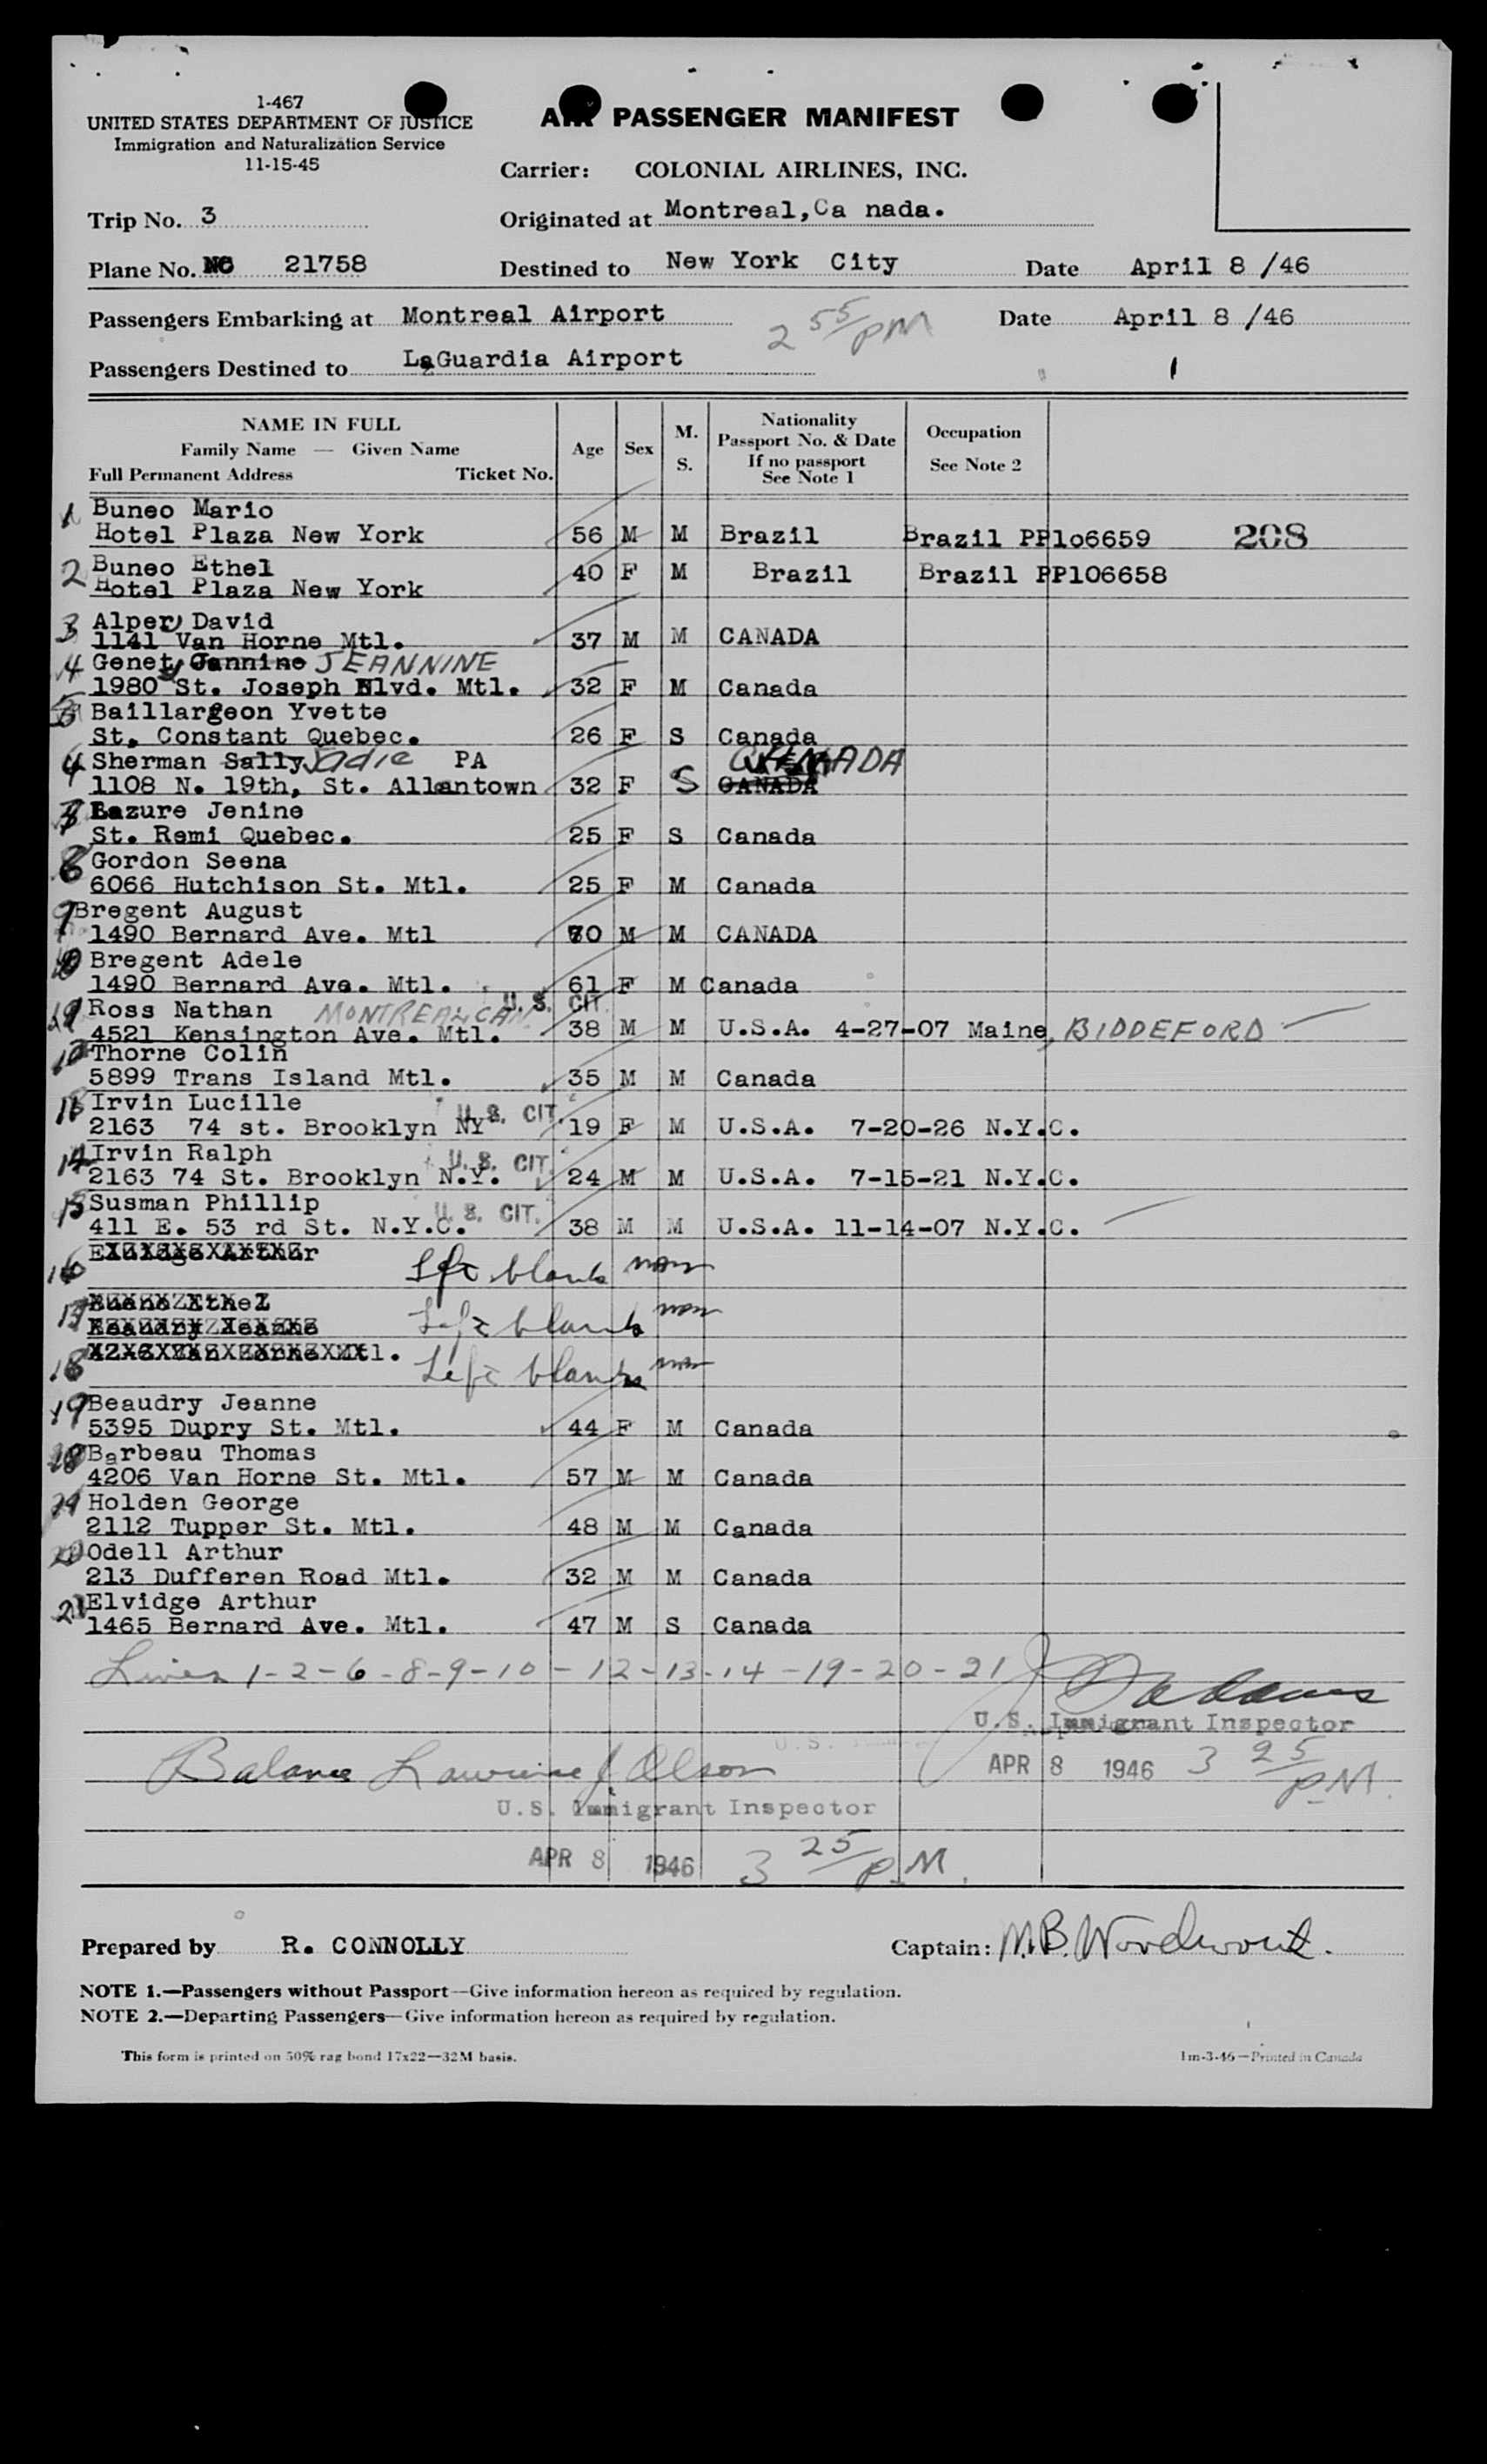 1-467
UNITED STATES DEPARTMENT OF JUSTICE
Immigration and Naturalization Service
11-15-45
AIR PASSENGER MANIFEST
Carrier: COLONIAL AIRLINES, INC.
Trip No. 3
Originated at Montreal, Ca nada.
Plane No. NC 21758
Destined to New York City Date April 8 /46
Passengers Embarking at Montreal Airport 2 55/PM Date April 8 /46
Passengers Destined to LaGuardia Airport 1
NAME IN FULL
Family Name — Given Name
Full Permanent Address Ticket No.
Age Sex M. S.
Nationality
Passport No. & Date
If no passport
See Note 1
Occupation
See Note 2
1 Buneo Mario
Hotel Plaza New York 56 M M Brazil Brazil PP1o6659 208
2 Buneo Ethel
Hotel Plaza New York 40 F M Brazil Brazil PP106658
3 Alper David
1141 Van Horne Mtl. 37 M M CANADA
4 Genet Jannine JEANNINE
1980 St. Joseph Blvd. Mtl. 32 F M Canada
5 Baillargeon Yvette
St. Constant Quebec. 26 F S Canada
Sherman Sally Sadie PA
1108 N. 19th, St. Allentown 32 F S CANADA CANADA
Lazure Jenine
St. Remi Quebec. 25 F S Canada
8 Gordon Seena
6066 Hutchison St. Mtl. 25 F M Canada
9 Bregent August
1490 Bernard Ave. Mtl 70 M M CANADA
10 Bregent Adele
1490 Bernard Ave. Mtl. 61 F M Canada
Ross Nathan MONTREAL CAN U. S. CIT.
4521 Kensington Ave. Mtl. 38 M M U.S.A. 4-27-07 Maine, BIDDEFORD
Thorne Colin
5899 Trans Island Mtl. 35 M M Canada
Irvin Lucille U. S. CIT.
2163 74 st. Brooklyn NY 19 F M U.S.A. 7-20-26 N.Y.C.
14 Irvin Ralph U. S. CIT.
2163 74 St. Brooklyn N.Y. 24 M M U.S.A. 7-15-21 N.Y.C.
15 Susman Phillip U. S. CIT.
411 E. 53 rd St. N.Y.C. 38 M M U.S.A. 11-14-07 N.Y.C.
16 Elvidge Arthur
Left blank
17 Bueno Ethel
Beaudry Jeanne Left blank
18 Van Horne Mtl. Left blank
19 Beaudry Jeanne
5395 Dupry St. Mtl. 44 F M Canada
Barbeau Thomas
4206 Van Horne St. Mtl. 57 M M Canada
Holden George
2112 Tupper St. Mtl. 48 M M Canada
20 Odell Arthur
213 Dufferen Road Mtl. 32 M M Canada
21 Elvidge Arthur
1465 Bernard Ave. Mtl. 47 M S Canada
Lines 1-2-6-8-9-10-12-13-14-19-20-21
U.S. Immigrant Inspector
APR 8 1946 3 25/PM.
Balance Lawrence J. Olson
U.S. Immigrant Inspector
APR 8 1946 3 25/P.M.
Prepared by R. CONNOLLY
Captain: M.B.
NOTE 1.—Passengers without Passport—Give information hereon as required by regulation.
NOTE 2.—Departing Passengers—Give information hereon as required by regulation.
This form is printed on 50% rag bond 17x22—32M basis.
1m-3-46—Printed in Canada